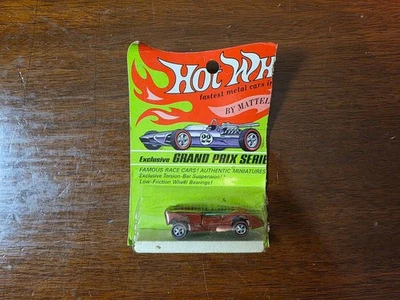 HOT WH
fastest metal cars i
BY MATTEL
22
Exclusive GRAND PRIX SERIE
FAMOUS RACE CARS! AUTHENTIC MINIATURES
Exclusive Torsion-Bar Suspension!
Low-Friction Wheel Bearings!